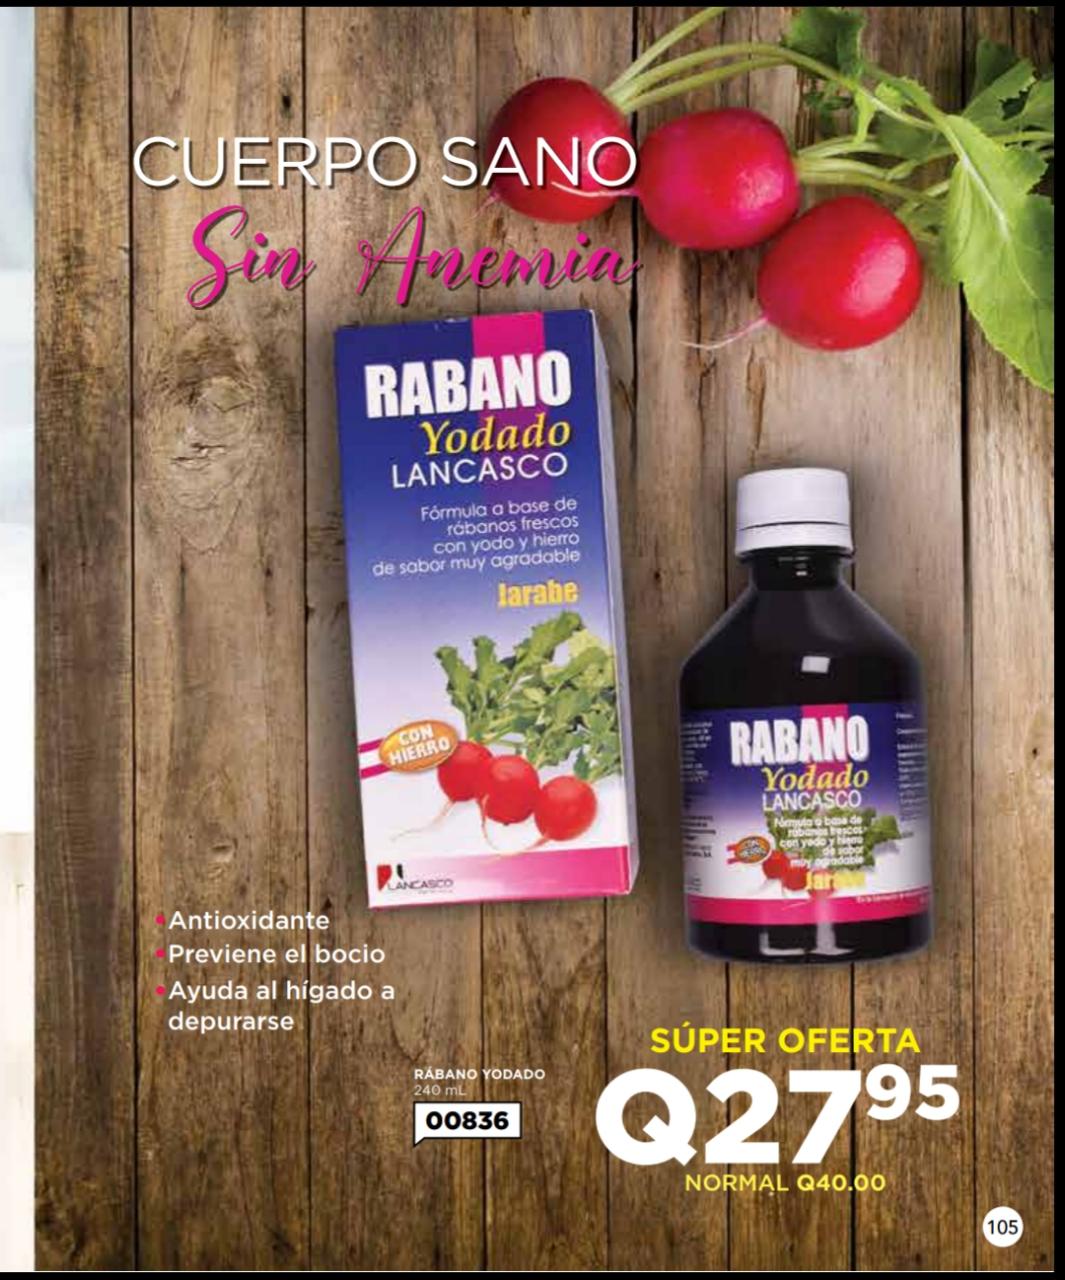 CUERPO SANO
Sin Anemia
RABANO
Yodado
LANCASCO
Fórmula a base de
rábanos frescos
con yodo y hierro
de sabor muy agradable
Jarabe
CON
HIERRO
LANCASCO
RABANO
Yodado
LANCASCO
Fórmula a base de
rábanos frescos
con yodo y hierro
de sabor
muy agradable
Jarabe
•Antioxidante
•Previene el bocio
•Ayuda al hígado a
depurarse
SÚPER OFERTA
Q27.95
NORMAL Q40.00
RÁBANO YODADO
240 mL
00836
105